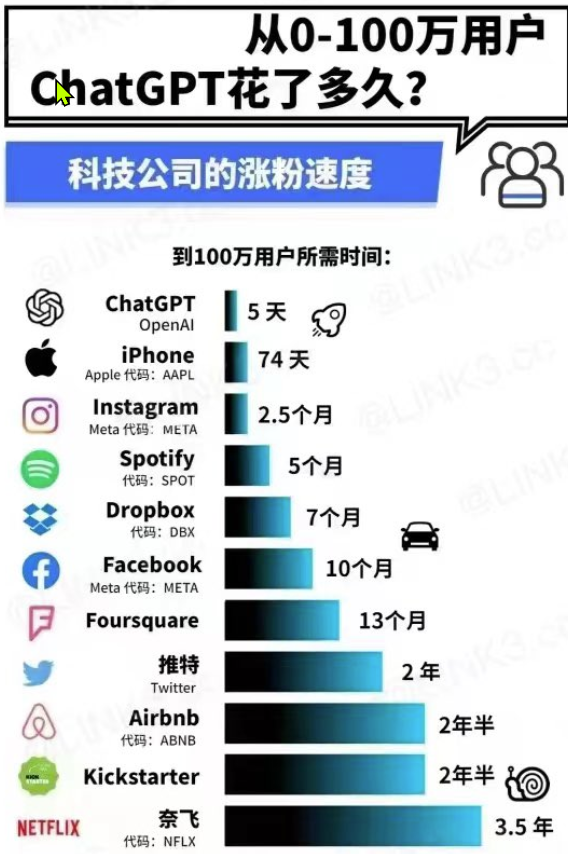 从0-100万用户
ChatGPT花了多久?
科技公司的涨粉速度
到100万用户所需时间:
ChatGPT
OpenAI
5 天
iPhone
Apple 代码: AAPL
74 天
Instagram
Meta 代码: META
2.5个月
Spotify
代码: SPOT
5个月
Dropbox
代码: DBX
7个月
Facebook
Meta 代码: META
10个月
Foursquare
13个月
推特
Twitter
2 年
Airbnb
代码: ABNB
2年半
KICK
STARTER
Kickstarter
2年半
NETFLIX
奈飞
代码: NFLX
3.5 年
@LINK3.cc